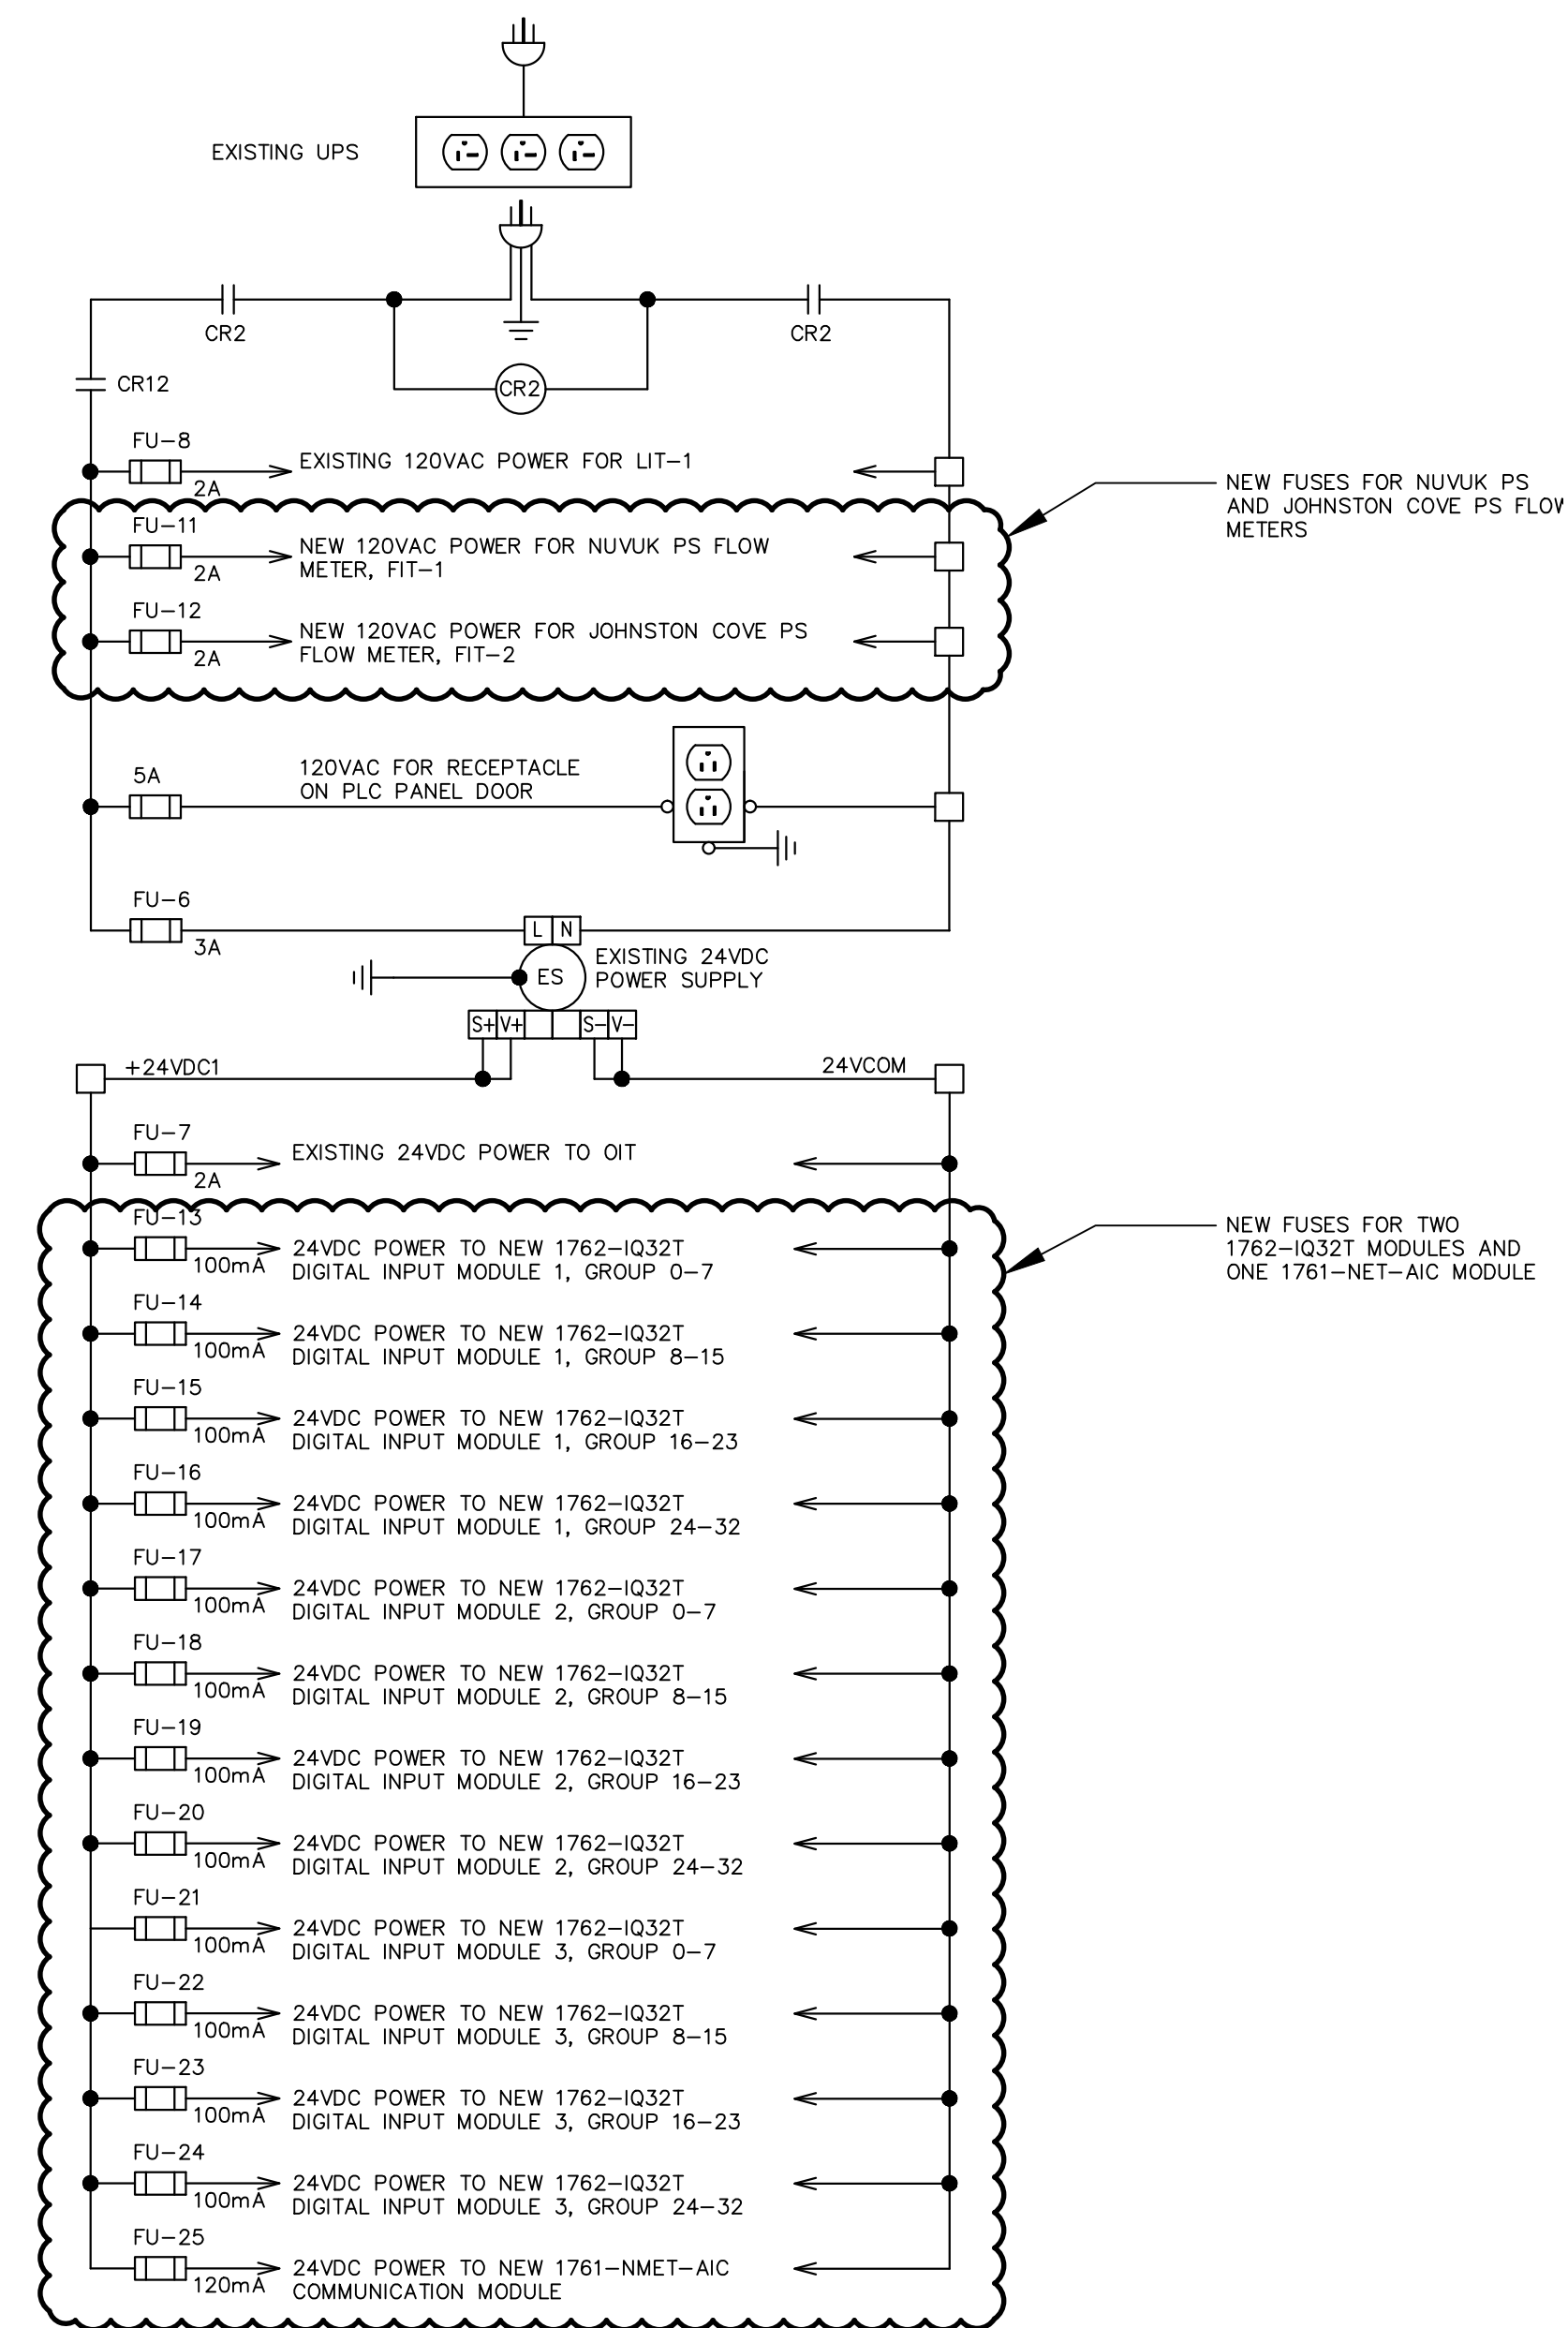 EXISTING UPS
CR2
CR2
CR2
CR12
FU-8
EXISTING 120VAC POWER FOR LIT-1
2A
NEW FUSES FOR NUVUK PS
AND JOHNSTON COVE PS FLOW
METERS
FU-11
NEW 120VAC POWER FOR NUVUK PS FLOW
METER, FIT-1
2A
FU-12
NEW 120VAC POWER FOR JOHNSTON COVE PS
FLOW METER, FIT-2
2A
5A
120VAC FOR RECEPTACLE
ON PLC PANEL DOOR
FU-6
3A
L N
ES
EXISTING 24VDC
POWER SUPPLY
S+ V+ S- V-
+24VDC1
24VCOM
FU-7
EXISTING 24VDC POWER TO OIT
2A
NEW FUSES FOR TWO
1762-IQ32T MODULES AND
ONE 1761-NET-AIC MODULE
FU-13
100mA
24VDC POWER TO NEW 1762-IQ32T
DIGITAL INPUT MODULE 1, GROUP 0-7
FU-14
100mA
24VDC POWER TO NEW 1762-IQ32T
DIGITAL INPUT MODULE 1, GROUP 8-15
FU-15
100mA
24VDC POWER TO NEW 1762-IQ32T
DIGITAL INPUT MODULE 1, GROUP 16-23
FU-16
100mA
24VDC POWER TO NEW 1762-IQ32T
DIGITAL INPUT MODULE 1, GROUP 24-32
FU-17
100mA
24VDC POWER TO NEW 1762-IQ32T
DIGITAL INPUT MODULE 2, GROUP 0-7
FU-18
100mA
24VDC POWER TO NEW 1762-IQ32T
DIGITAL INPUT MODULE 2, GROUP 8-15
FU-19
100mA
24VDC POWER TO NEW 1762-IQ32T
DIGITAL INPUT MODULE 2, GROUP 16-23
FU-20
100mA
24VDC POWER TO NEW 1762-IQ32T
DIGITAL INPUT MODULE 2, GROUP 24-32
FU-21
100mA
24VDC POWER TO NEW 1762-IQ32T
DIGITAL INPUT MODULE 3, GROUP 0-7
FU-22
100mA
24VDC POWER TO NEW 1762-IQ32T
DIGITAL INPUT MODULE 3, GROUP 8-15
FU-23
100mA
24VDC POWER TO NEW 1762-IQ32T
DIGITAL INPUT MODULE 3, GROUP 16-23
FU-24
100mA
24VDC POWER TO NEW 1762-IQ32T
DIGITAL INPUT MODULE 3, GROUP 24-32
FU-25
120mA
24VDC POWER TO NEW 1761-NMET-AIC
COMMUNICATION MODULE